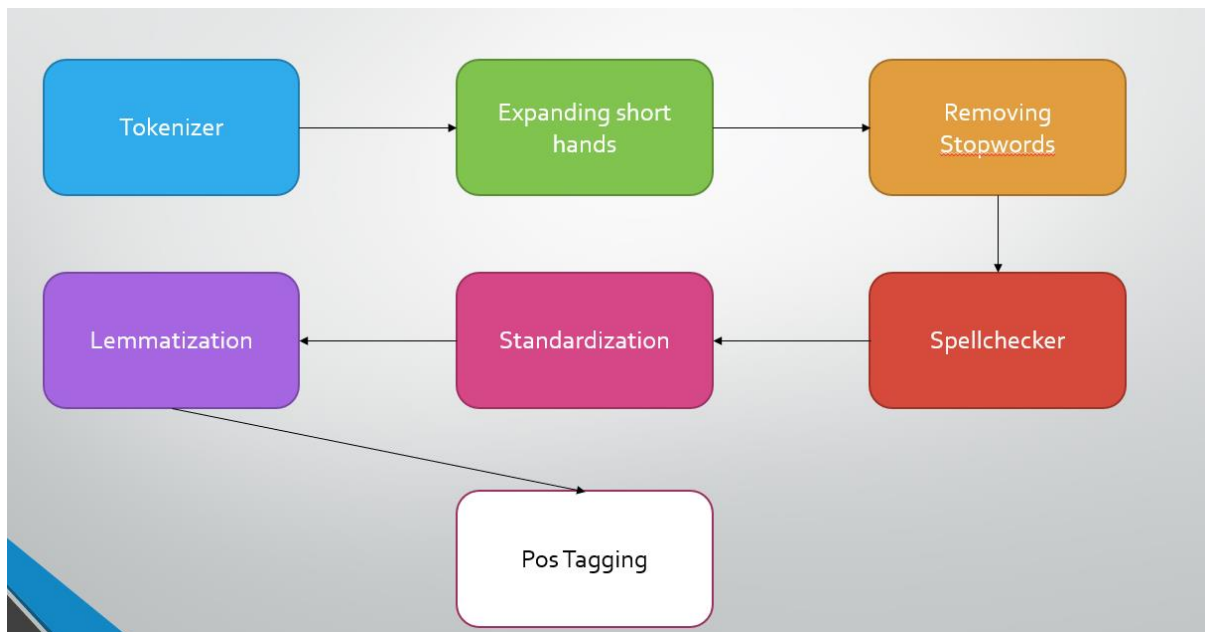 Tokenizer
Expanding short
hands
Removing
Stopwords
Spellchecker
Standardization
Lemmatization
Pos Tagging